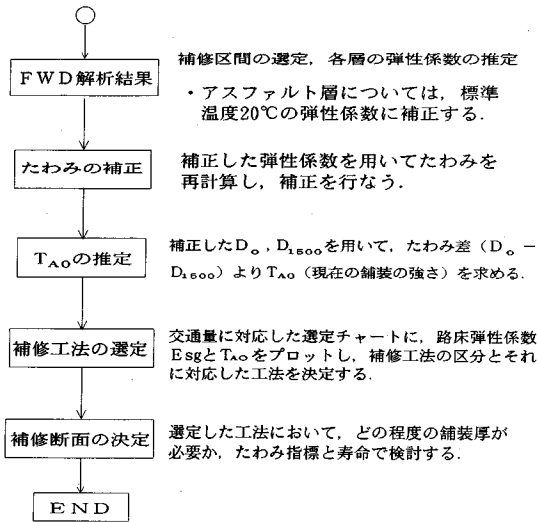 補修区間の選定,各層の弾性係数の推定
FWD解析結果
・アスファルト層については,標準
温度20℃の弾性係数に補正する.
たわみの補正
補正した弾性係数を用いてたわみを
再計算し,補正を行なう.
TA0の推定
補正したD0,D1500を用いて,たわみ差(D0-
D1500)よりTA0(現在の舗装の強さ)を求める.
補修工法の選定
交通量に対応した選定チャートに,路床弾性係数
EsgとTA0をプロットし,補修工法の区分とそれ
に対応した工法を決定する.
補修断面の決定
選定した工法において,どの程度の舗装厚が
必要か,たわみ指標と寿命で検討する.
END